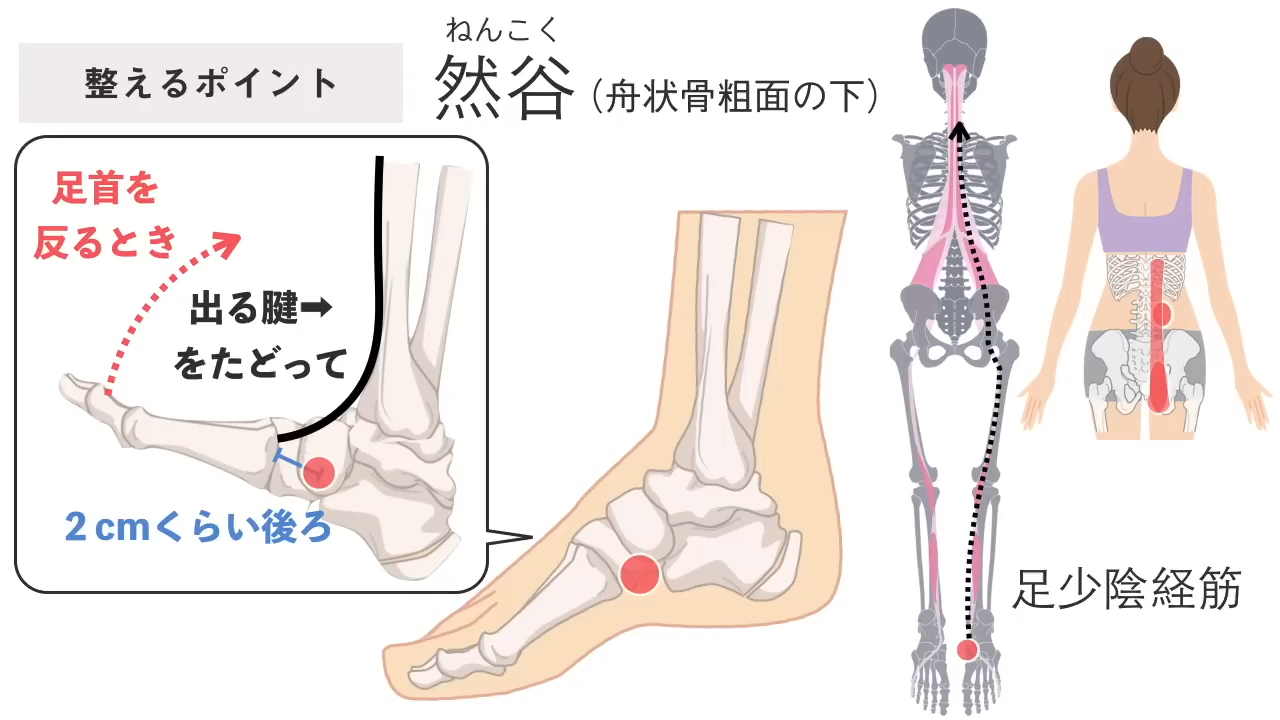 整えるポイント
ねんこく
然谷（舟状骨粗面の下）
足首を
反るとき
出る腱➡
をたどって
２cmくらい後ろ
足少陰経筋